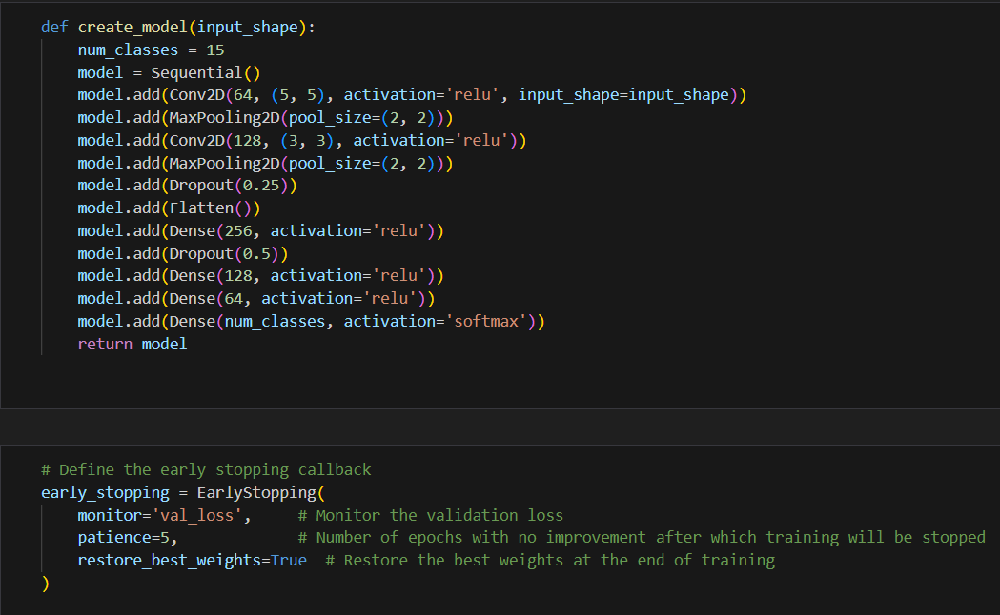 def create_model(input_shape):
    num_classes = 15
    model = Sequential()
    model.add(Conv2D(64, (5, 5), activation='relu', input_shape=input_shape))
    model.add(MaxPooling2D(pool_size=(2, 2)))
    model.add(Conv2D(128, (3, 3), activation='relu'))
    model.add(MaxPooling2D(pool_size=(2, 2)))
    model.add(Dropout(0.25))
    model.add(Flatten())
    model.add(Dense(256, activation='relu'))
    model.add(Dropout(0.5))
    model.add(Dense(128, activation='relu'))
    model.add(Dense(64, activation='relu'))
    model.add(Dense(num_classes, activation='softmax'))
    return model
# Define the early stopping callback
early_stopping = EarlyStopping(
    monitor='val_loss',     # Monitor the validation loss
    patience=5,             # Number of epochs with no improvement after which training will be stopped
    restore_best_weights=True  # Restore the best weights at the end of training
)